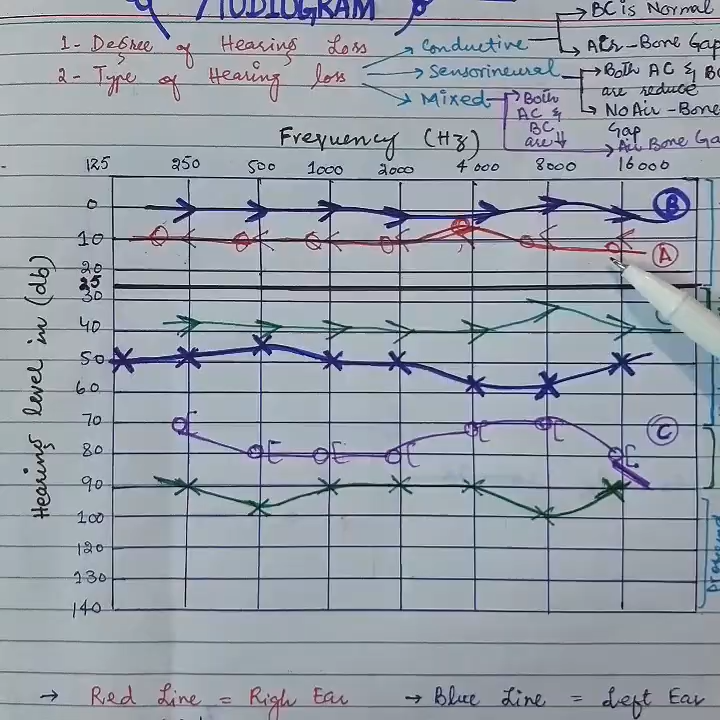 AUDIOGRAM
1- Degree of Hearing Loss
2- Type of Hearing loss
Conductive
BC is Normal
Air-Bone Gap
Sensorineural
Both AC & BC
are reduce
No Air-Bone
Gap
Mixed
Both
AC &
BC
are ↓↓
Air Bone Ga
Frequency (Hz)
125 250 500 1000 2000 4000 8000 16000
Hearing level in (db)
0
10
20
25
30
40
50
60
70
80
90
100
120
130
140
B
A
C
C
→ Red Line = Righ Ear → Blue Line = Left Ear